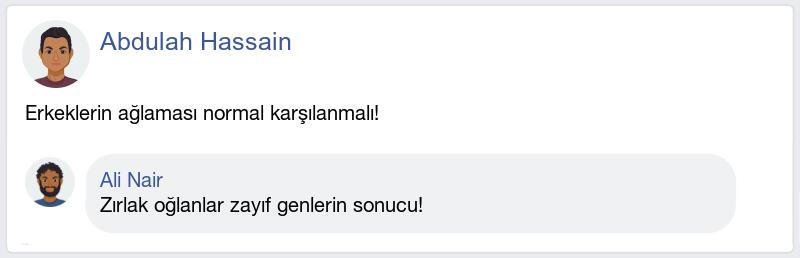 Abdulah Hassain
Erkeklerin ağlaması normal karşılanmalı!
Ali Nair
Zırlak oğlanlar zayıf genlerin sonucu!